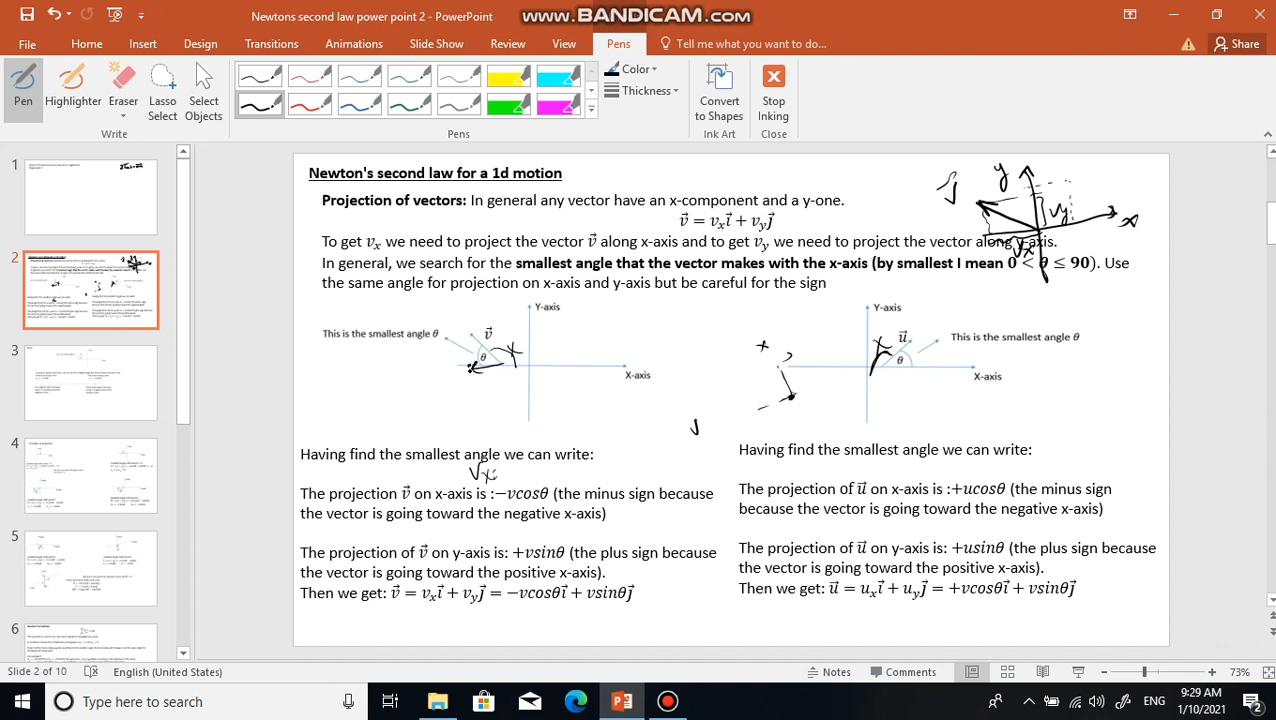 Newtons second law power point 2 - PowerPoint
www.BANDICAM.com
File Home Insert Design Transitions Animations Slide Show Review View Pens Tell me what you want to do Share
Pen Highlighter Eraser Lasso Select Select Objects
Color
Thickness
Convert to Shapes
Stop Inking
Write Pens Ink Art Close
1
2
3
4
5
6
Newton's second law for a 1d motion
Projection of vectors: In general any vector have an x-component and a y-one.
v⃗ = vₓi⃗ + v_y j⃗
To get vₓ we need to project the vector v⃗ along x-axis and to get v_y we need to project the vector along y-axis.
In general, we search for the smallest angle that the vector makes with the x-axis (by smallest I mean 0 < θ ≤ 90). Use
the same angle for projection on x-axis and y-axis but be careful for the sign
y
x
vy
vx
This is the smallest angle θ
v⃗
θ
Y-axis
X-axis
Y-axis
u⃗
θ
This is the smallest angle θ
X-axis
Having find the smallest angle we can write:
vx
The projection v⃗ on x-axis is :−vcosθ (the minus sign because
the vector is going toward the negative x-axis)
The projection of v⃗ on y-axis is: +vsinθ (the plus sign because
the vector is going toward the positive x-axis).
Then we get: v⃗ = vₓi⃗ + v_y j⃗ = −vcosθi⃗ + vsinθj⃗
Having find the smallest angle we can write:
The projection of u⃗ on x-axis is :+ucosθ (the minus sign
because the vector is going toward the negative x-axis)
The projection of u⃗ on y-axis is: +usinθ (the plus sign because
the vector is going toward the positive x-axis).
Then we get: u⃗ = uₓi⃗ + u_y j⃗ = +vcosθi⃗ + vsinθj⃗
Slide 2 of 10 English (United States) Notes Comments 73%
Type here to search
ENG
9:29 AM
1/10/2021
2